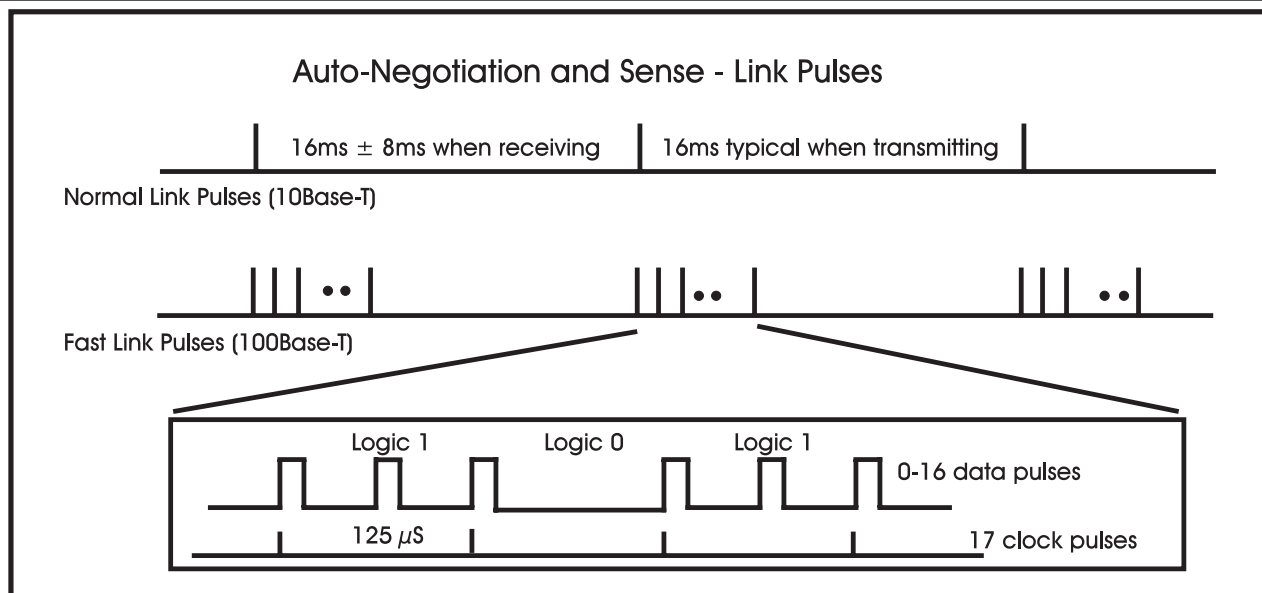 Auto-Negotiation and Sense - Link Pulses
16ms ± 8ms when receiving
16ms typical when transmitting
Normal Link Pulses (10Base-T)
Fast Link Pulses (100Base-T)
Logic 1
Logic 0
Logic 1
0-16 data pulses
125 µS
17 clock pulses